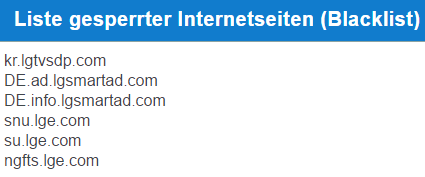 Liste gesperrter Internetseiten (Blacklist)
kr.lgtvsdp.com
DE.ad.lgsmartad.com
DE.info.lgsmartad.com
snu.lge.com
su.lge.com
ngfts.lge.com